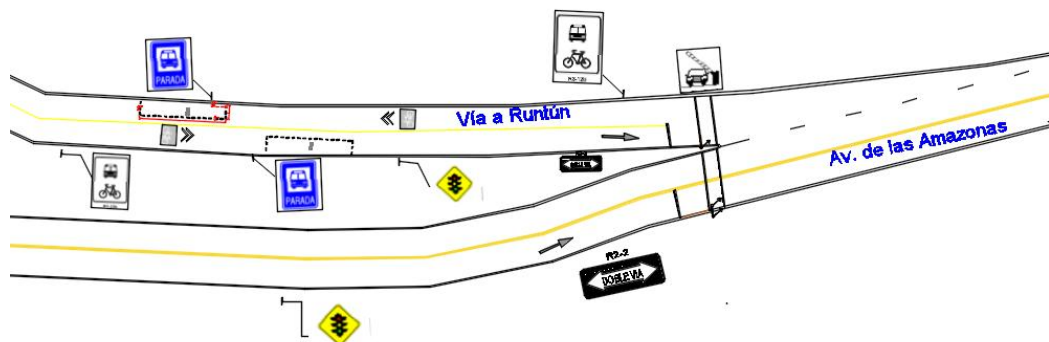 PARADA
Vía a Runtún
Av. de las Amazonas
PARADA
R2-2
DOBLE VIA